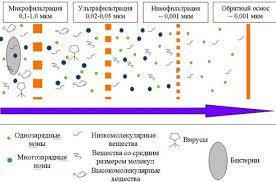 Микрофильтрация
0,1-1,0 мкм
Ультрафильтрация
0,02-0,03 мкм
Нанофильтрация
~ 0,001 мкм
Обратный осмос
~ 0,001 мкм
Однозарядные
ионы
Многозарядные
ионы
Низкомолекулярные
вещества
Вещества со средним
размером молекул
Высокомолекулярные
вещества
Вирусы
Бактерии